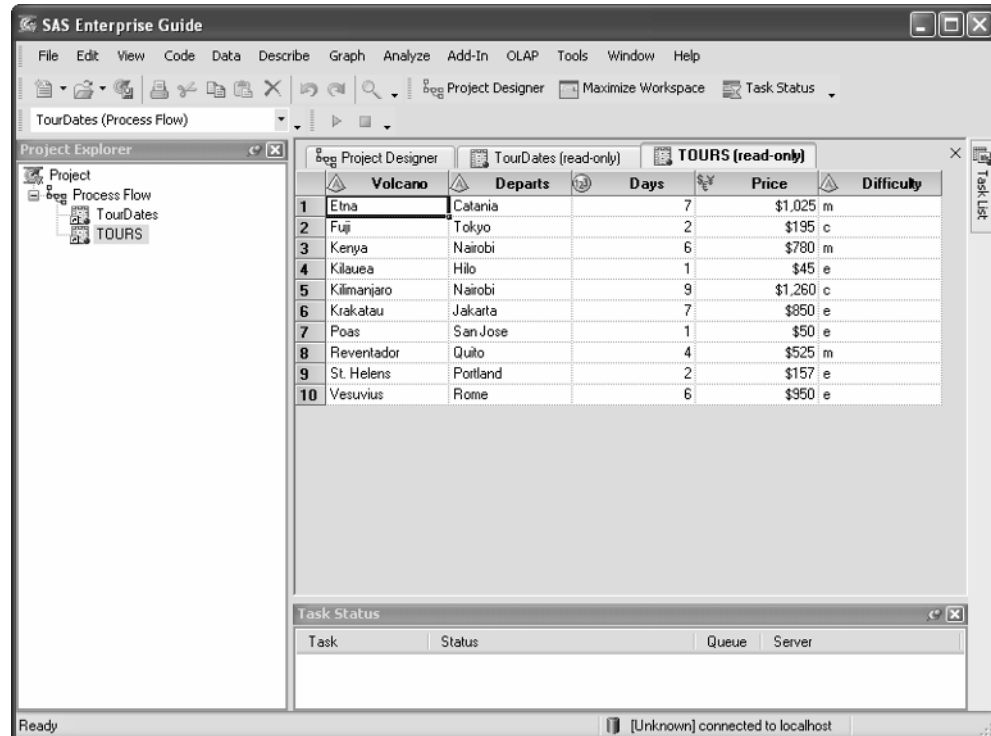 SAS Enterprise Guide
File Edit View Code Data Describe Graph Analyze Add-In OLAP Tools Window Help
Project Designer Maximize Workspace Task Status
TourDates (Process Flow)
Project Explorer
Project
Process Flow
TourDates
TOURS
Project Designer TourDates (read-only) TOURS (read-only)
Volcano Departs Days Price Difficulty
1 Etna Catania 7 $1,025 m
2 Fuji Tokyo 2 $195 c
3 Kenya Nairobi 6 $780 m
4 Kilauea Hilo 1 $45 e
5 Kilimanjaro Nairobi 9 $1,260 c
6 Krakatau Jakarta 7 $850 e
7 Poas San Jose 1 $50 e
8 Reventador Quito 4 $525 m
9 St. Helens Portland 2 $157 e
10 Vesuvius Rome 6 $950 e
Task List
Task Status
Task Status Queue Server
Ready
[Unknown] connected to localhost